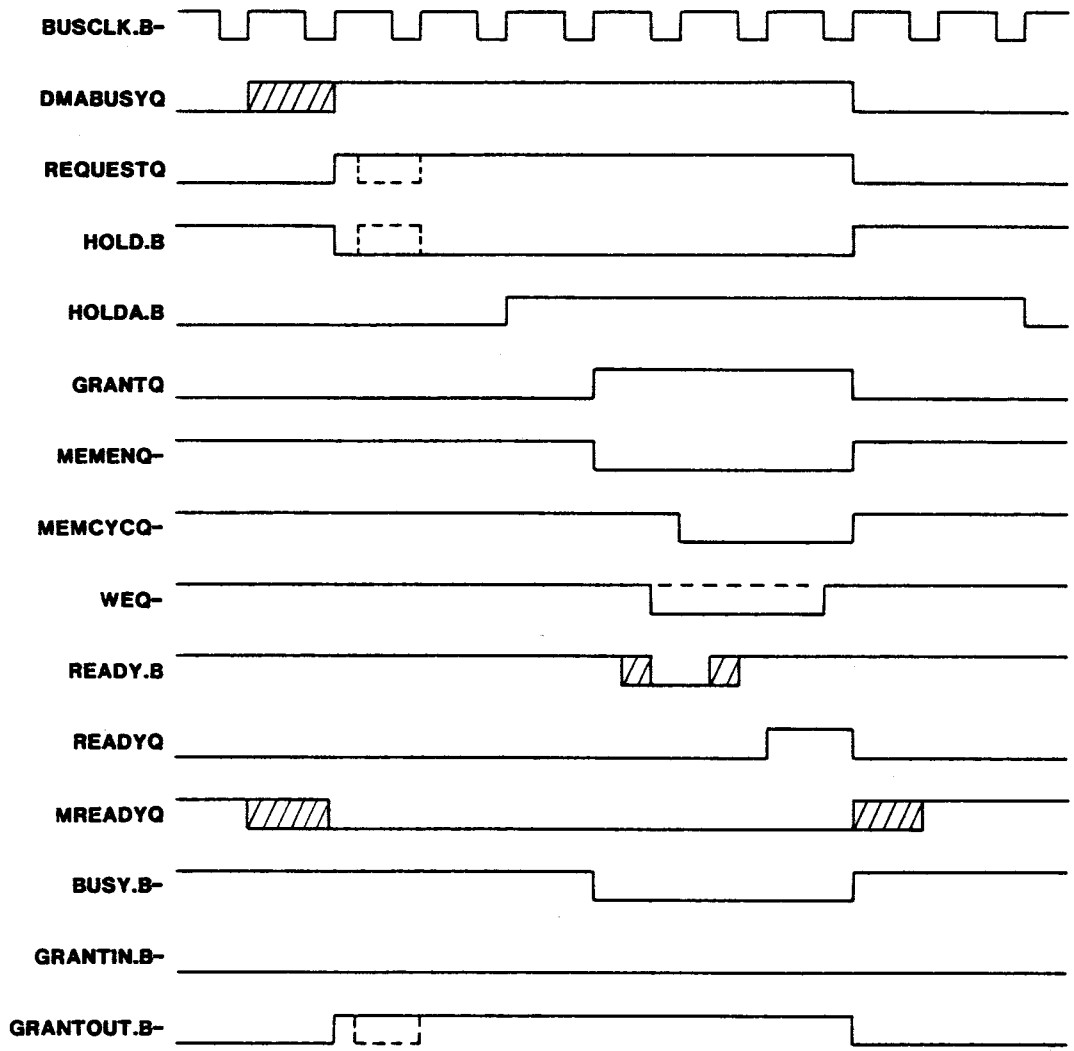 BUSCLK.B-
DMABUSYQ
REQUESTQ
HOLD.B
HOLDA.B
GRANTQ
MEMENQ-
MEMCYCQ-
WEQ-
READY.B
READYQ
MREADYQ
BUSY.B-
GRANTIN.B-
GRANTOUT.B-